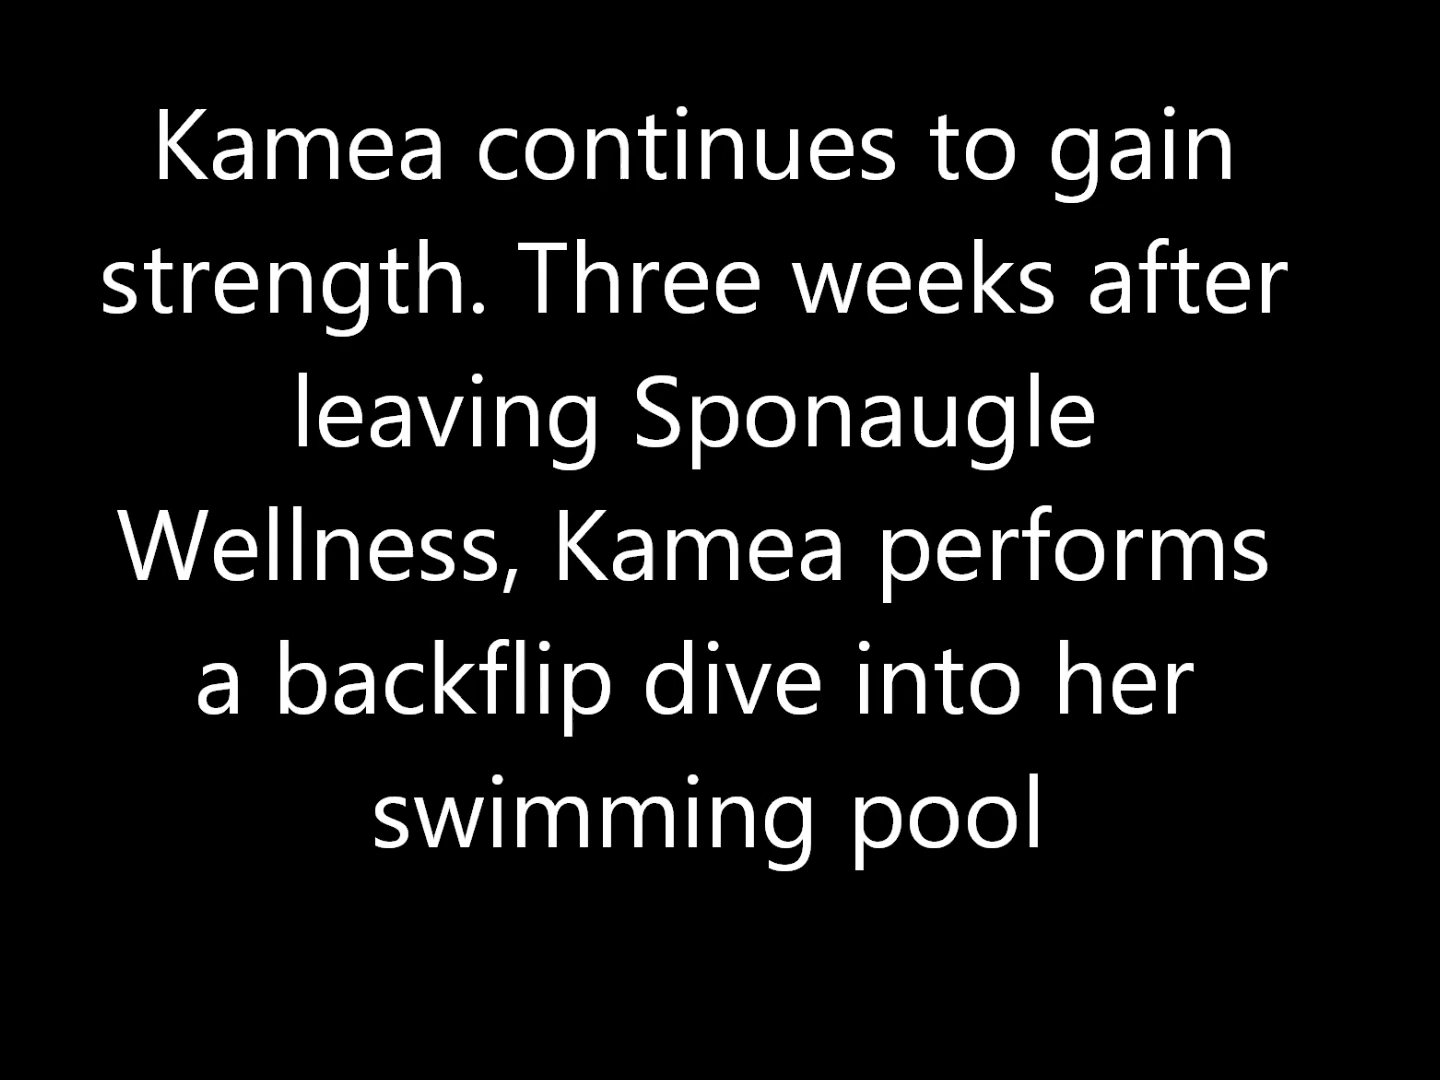 Kamea continues to gain
strength. Three weeks after
leaving Sponaugle
Wellness, Kamea performs
a backflip dive into her
swimming pool